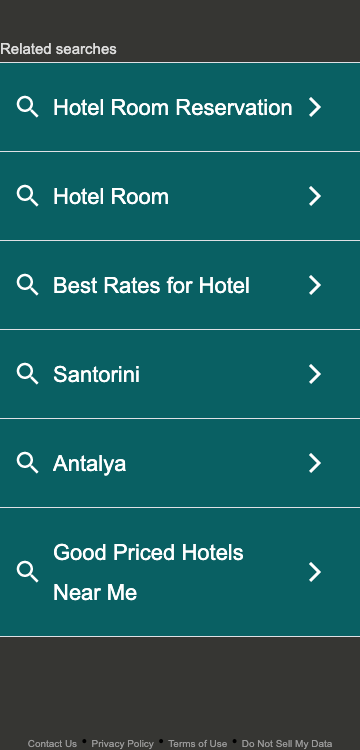 Related searches
Hotel Room Reservation
Hotel Room
Best Rates for Hotel
Santorini
Antalya
Good Priced Hotels
Near Me
Contact Us • Privacy Policy • Terms of Use • Do Not Sell My Data